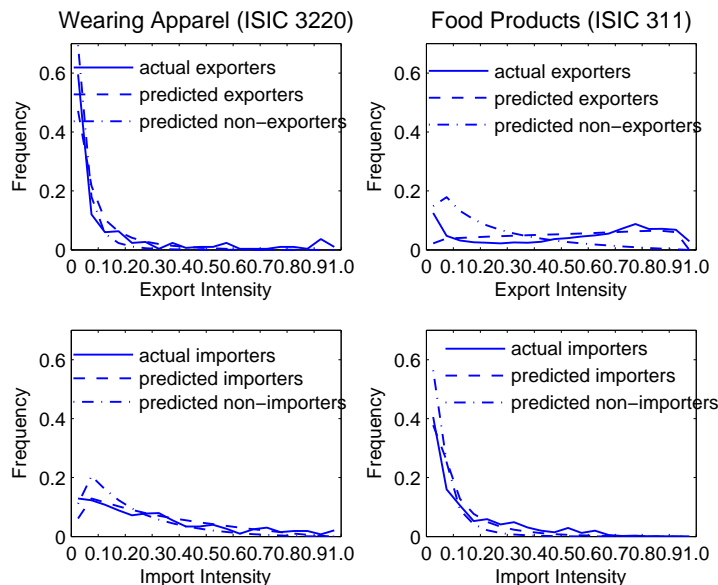 Wearing Apparel (ISIC 3220)
Food Products (ISIC 311)
0.6
0.4
0.2
0
Frequency
actual exporters
predicted exporters
predicted non−exporters
0 0.10.20.30.40.50.60.70.80.91.0
Export Intensity
0.6
0.4
0.2
0
Frequency
actual exporters
predicted exporters
predicted non−exporters
0 0.10.20.30.40.50.60.70.80.91.0
Export Intensity
0.6
0.4
0.2
0
Frequency
actual importers
predicted importers
predicted non−importers
0 0.10.20.30.40.50.60.70.80.91.0
Import Intensity
0.6
0.4
0.2
0
Frequency
actual importers
predicted importers
predicted non−importers
0 0.10.20.30.40.50.60.70.80.91.0
Import Intensity